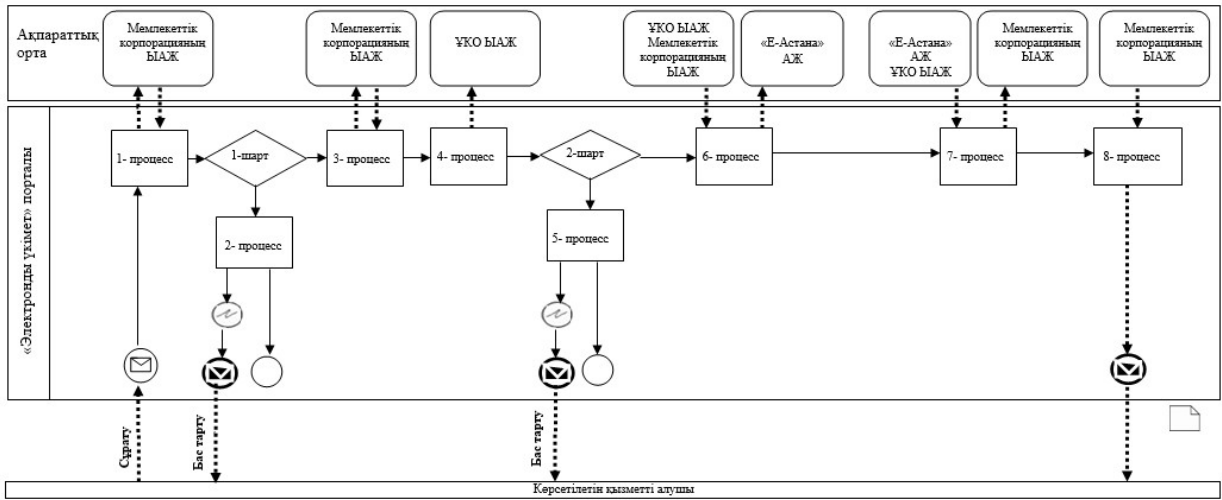 Ақпараттық
орта
Мемлекеттік
корпорацияның
ЫАЖ
Мемлекеттік
корпорацияның
ЫАЖ
ҰКО ЫАЖ
ҰКО ЫАЖ
Мемлекеттік
корпорацияның
ЫАЖ
«Е-Астана»
АЖ
«Е-Астана»
АЖ
ҰКО ЫАЖ
Мемлекеттік
корпорацияның
ЫАЖ
Мемлекеттік
корпорацияның
ЫАЖ
«Электронды үкімет» порталы
1- процесс
1-шарт
3- процесс
4- процесс
2-шарт
6- процесс
7- процесс
8- процесс
2- процесс
5- процесс
Сұрату
Бас тарту
Бас тарту
Көрсетілетін қызметті алушы